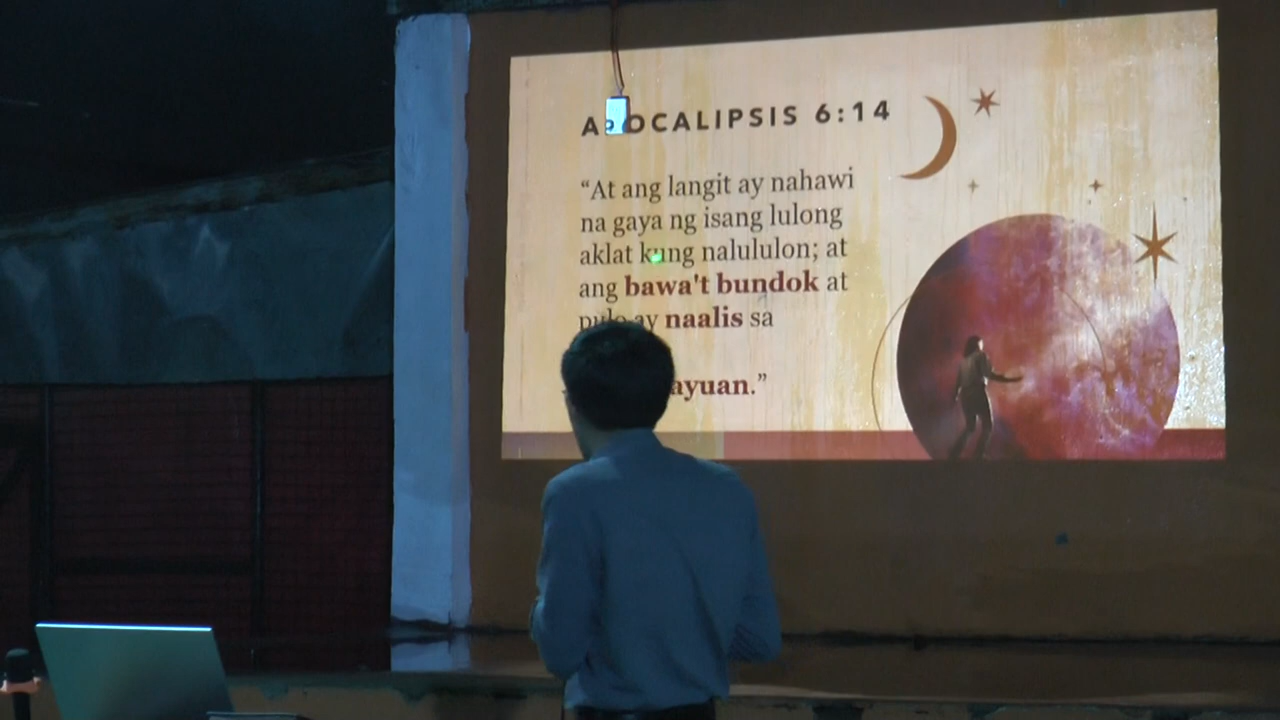 APOCALIPSIS 6:14
“At ang langit ay nahawi
na gaya ng isang lulong
aklat kung nalululon; at
ang bawa't bundok at
pulo ay naalis sa
ayuan.”